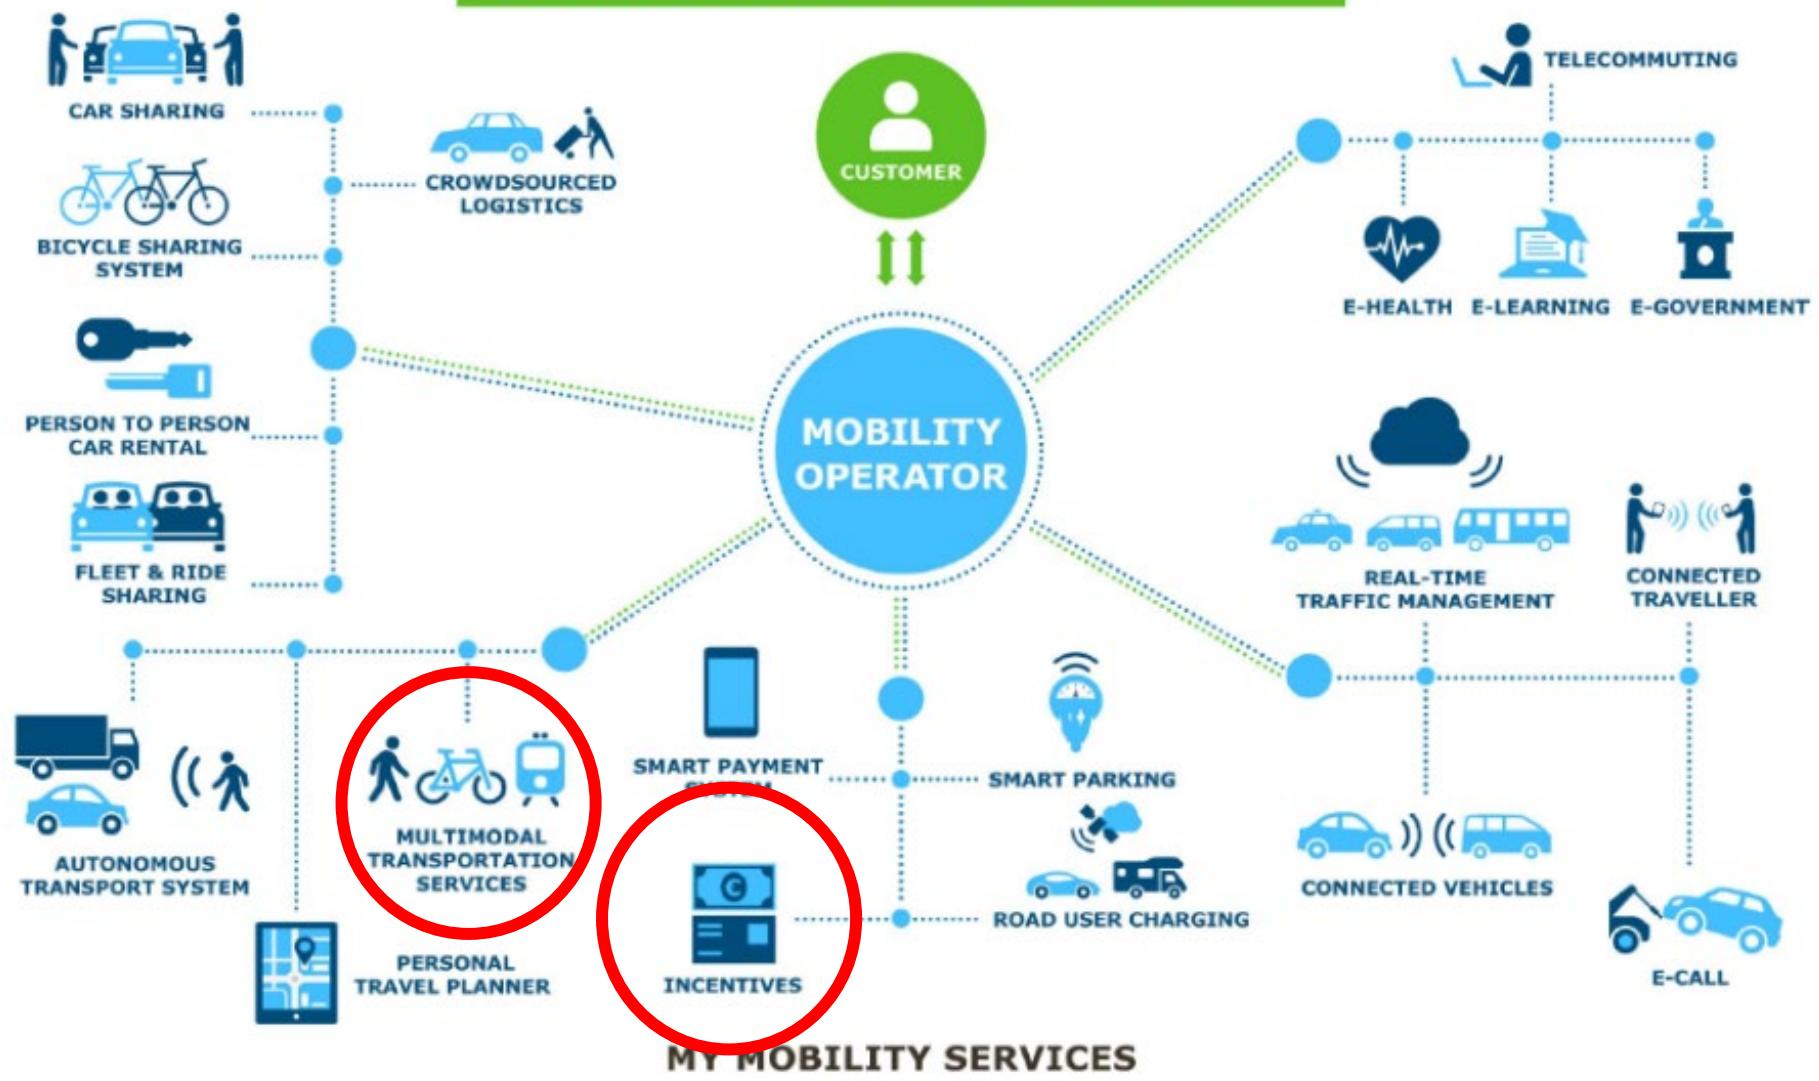 CAR SHARING
CROWDSOURCED
LOGISTICS
BICYCLE SHARING
SYSTEM
PERSON TO PERSON
CAR RENTAL
FLEET & RIDE
SHARING
CUSTOMER
MOBILITY
OPERATOR
TELECOMMUTING
E-HEALTH
E-LEARNING
E-GOVERNMENT
REAL-TIME
TRAFFIC MANAGEMENT
CONNECTED
TRAVELLER
AUTONOMOUS
TRANSPORT SYSTEM
MULTIMODAL
TRANSPORTATION
SERVICES
PERSONAL
TRAVEL PLANNER
SMART PAYMENT
SYSTEM
SMART PARKING
INCENTIVES
ROAD USER CHARGING
CONNECTED VEHICLES
E-CALL
MY MOBILITY SERVICES